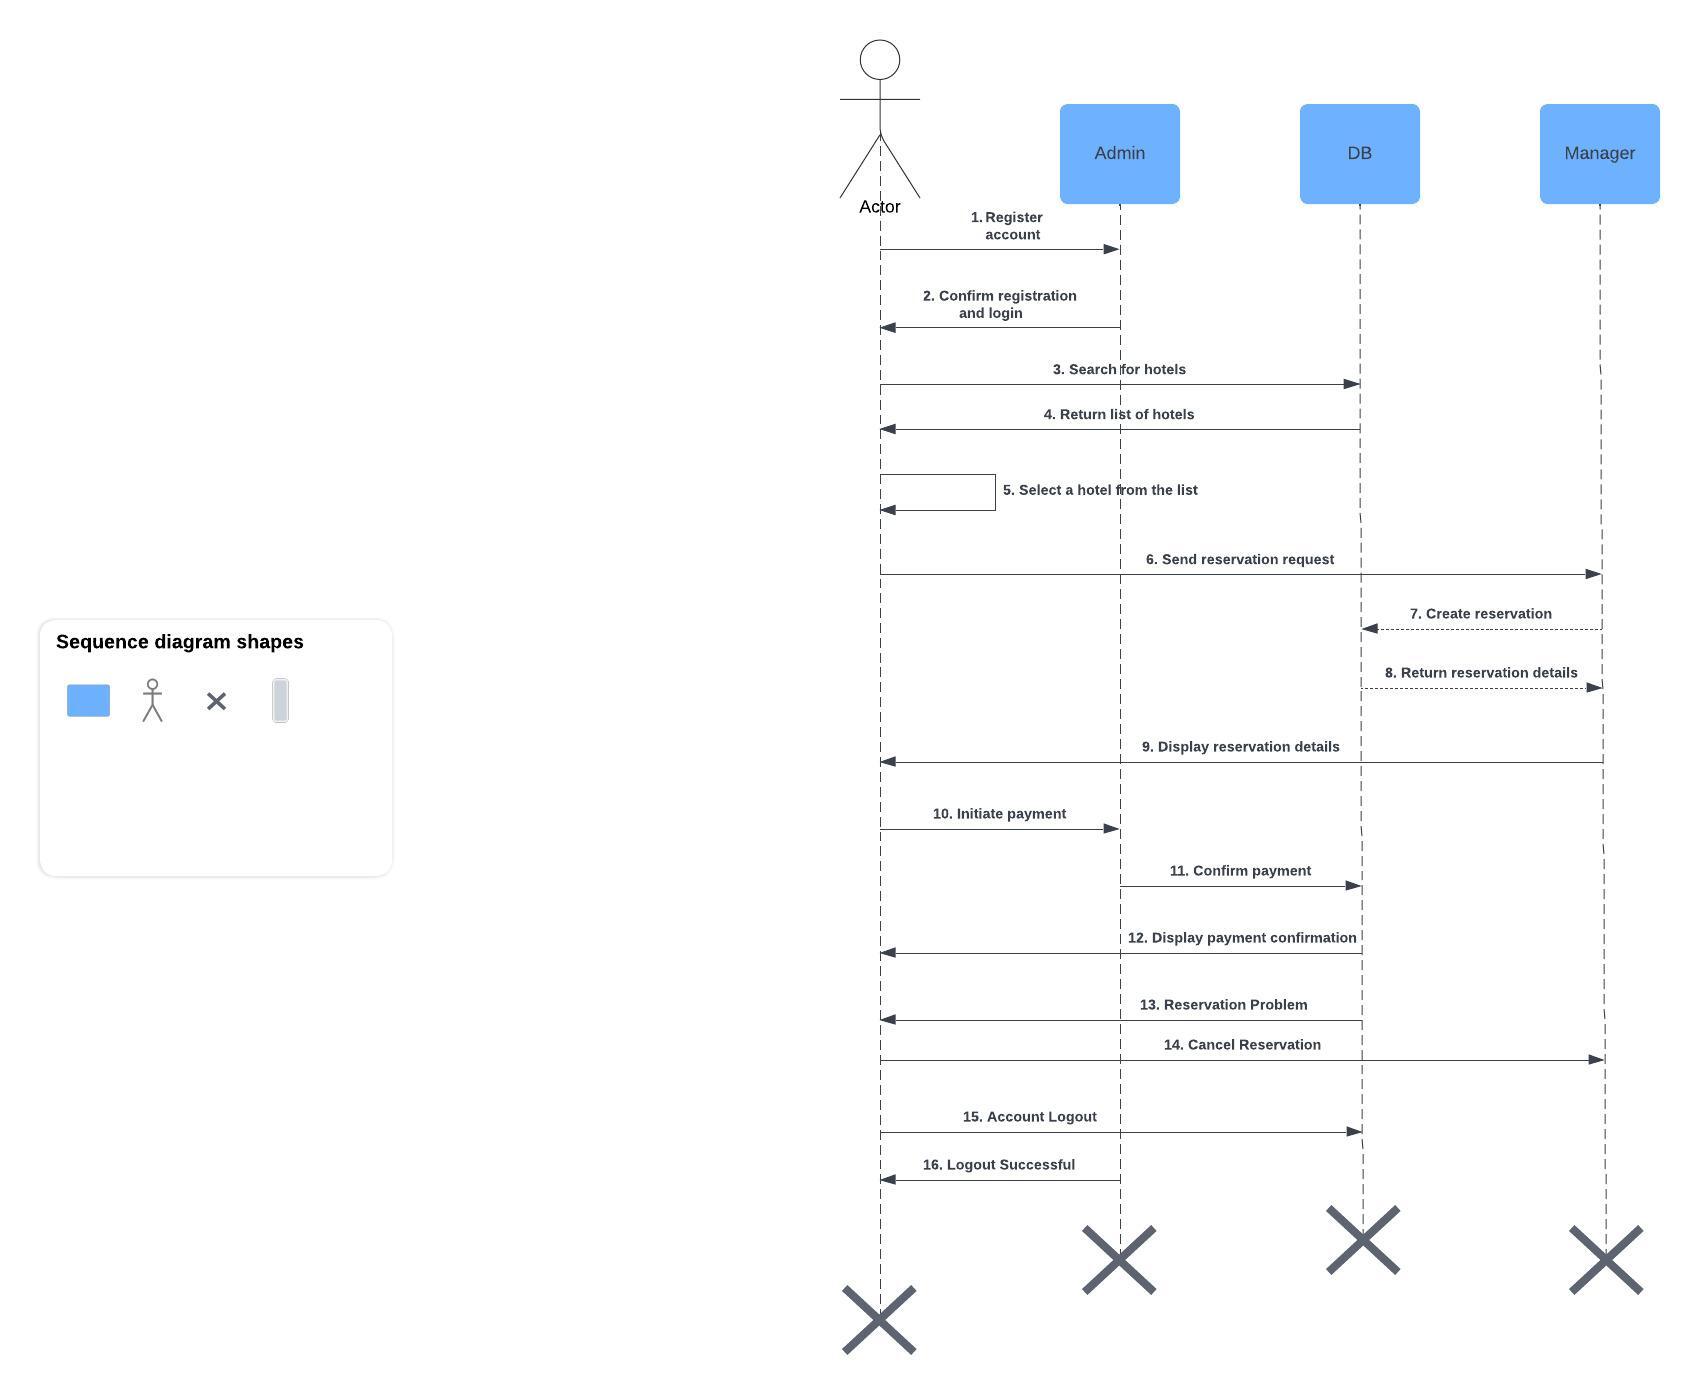 Admin
DB
Manager
Actor
1. Register
account
2. Confirm registration
and login
3. Search for hotels
4. Return list of hotels
5. Select a hotel from the list
6. Send reservation request
7. Create reservation
Sequence diagram shapes
8. Return reservation details
9. Display reservation details
10. Initiate payment
11. Confirm payment
12. Display payment confirmation
13. Reservation Problem
14. Cancel Reservation
15. Account Logout
16. Logout Successful